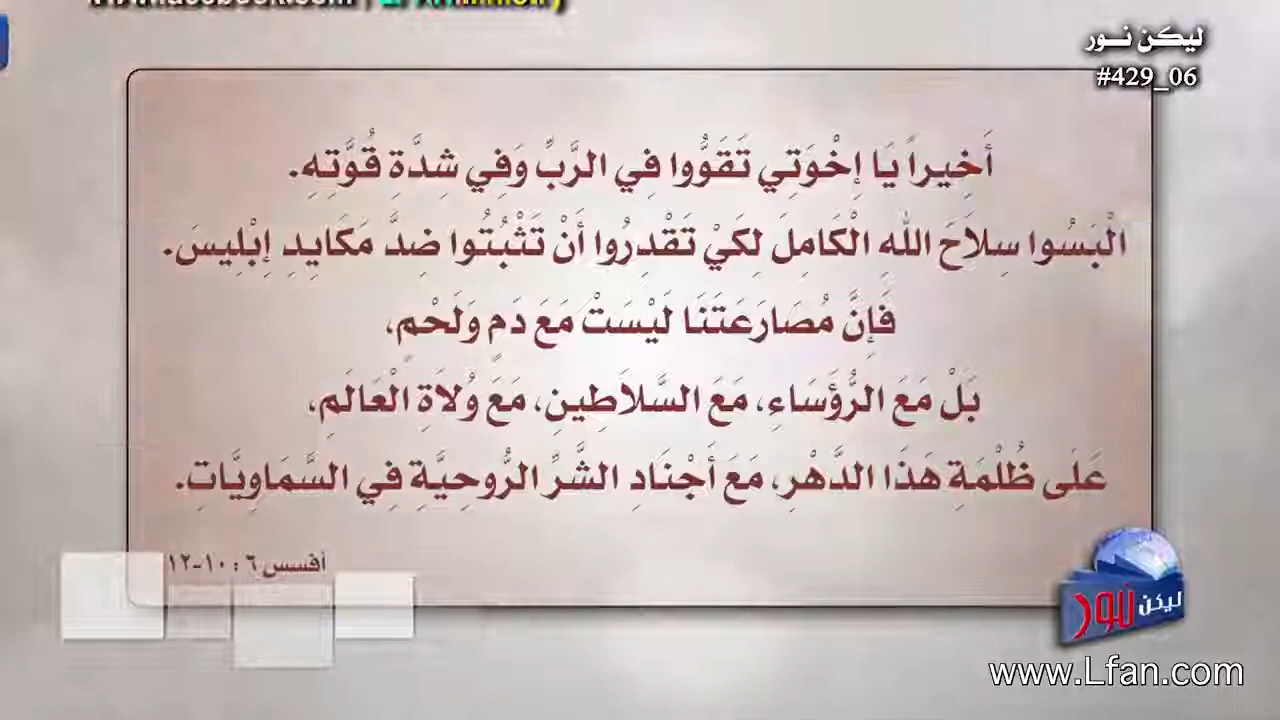 ليكن نور
#429_06
أَخِيراً يَا إِخْوَتِي تَقَوُّوا فِي الرَّبِّ وَفِي شِدَّةِ قُوَّتِهِ.
الْبَسُوا سِلاَحَ اللهِ الْكَامِلَ لِكَيْ تَقْدِرُوا أَنْ تَثْبُتُوا ضِدَّ مَكَايِدِ إِبْلِيسَ.
فَإِنَّ مُصَارَعَتَنَا لَيْسَتْ مَعَ دَمٍ وَلَحْمٍ،
بَلْ مَعَ الرُّؤَسَاءِ، مَعَ السَّلاَطِينِ، مَعَ وُلاَةِ الْعَالَمِ،
عَلَى ظُلْمَةِ هَذَا الدَّهْرِ، مَعَ أَجْنَادِ الشَّرِّ الرُّوحِيَّةِ فِي السَّمَاوِيَّاتِ.
أفسس ٦ : ١٠-١٢
ليكن نور
www.Lfan.com